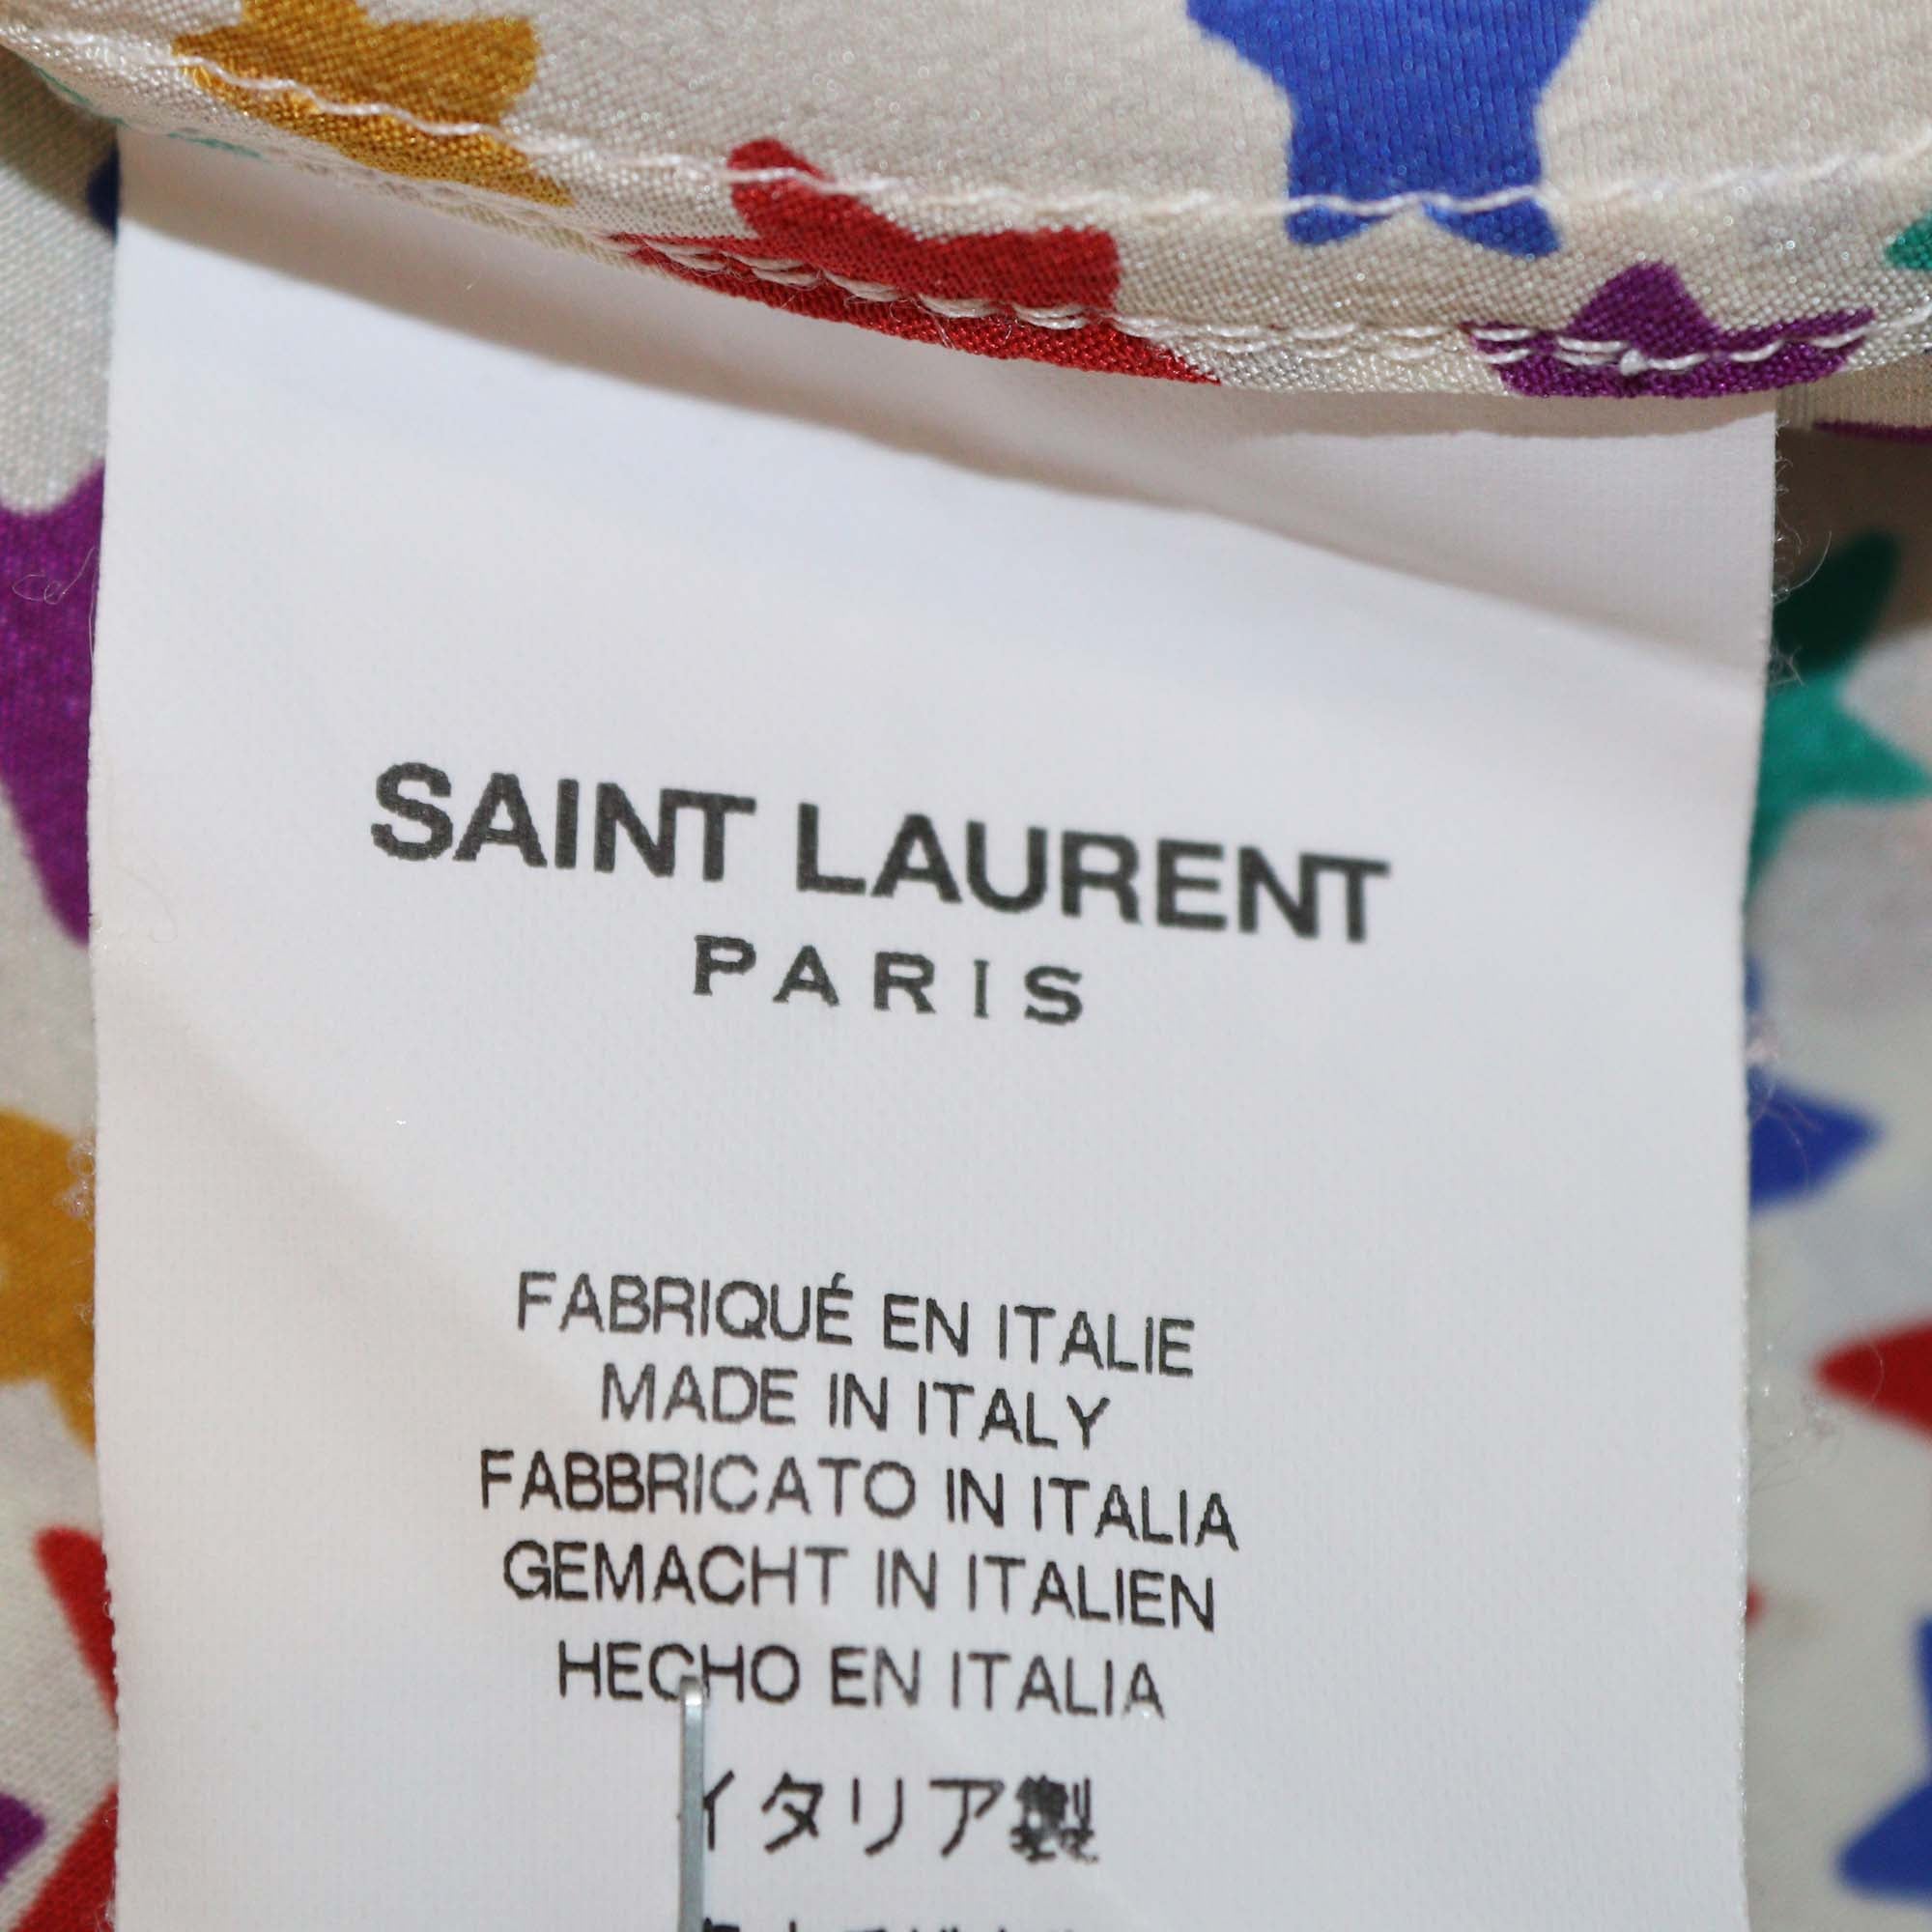 SAINT LAURENT
PARIS
FABRIQUÉ EN ITALIE
MADE IN ITALY
FABBRICATO IN ITALIA
GEMACHT IN ITALIEN
HECHO EN ITALIA
イタリア製